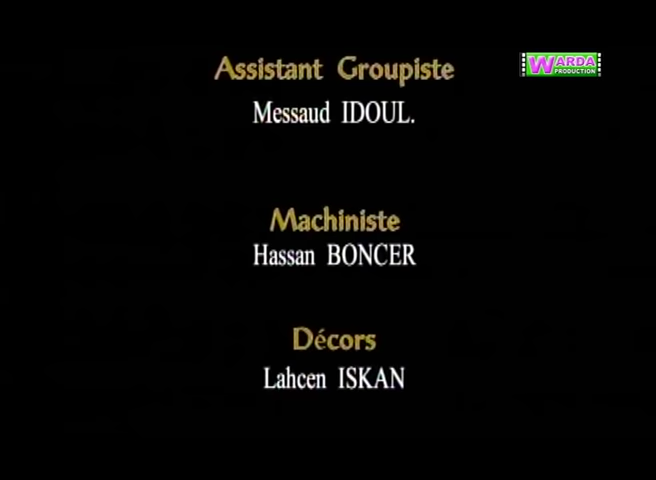 Assistant Groupiste
WARDA
PRODUCTION
Messaud IDOUL.
Machiniste
Hassan BONCER
Décors
Lahcen ISKAN